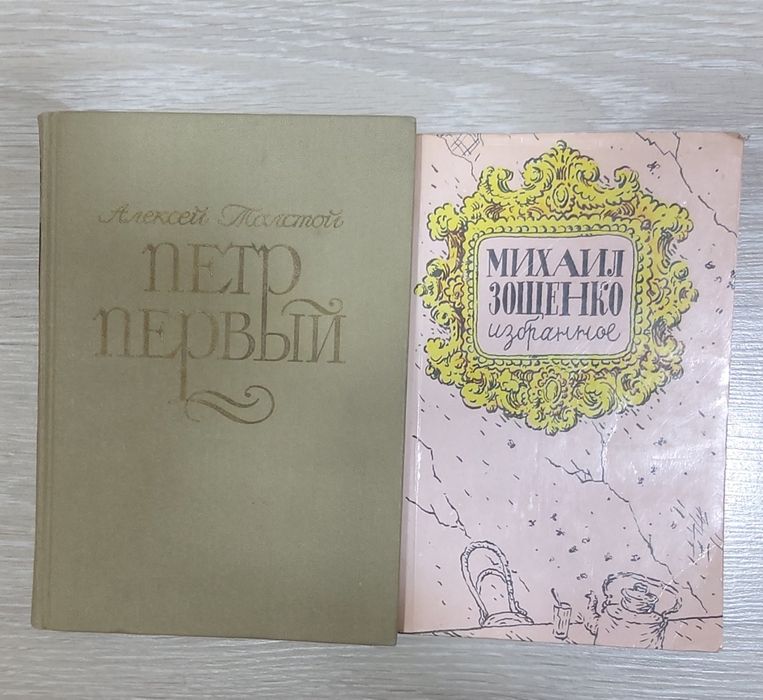 Алексей Толстой
ПЕТР
ПЕРВЫЙ
МИХАИЛ
ЗОЩЕНКО
избранное